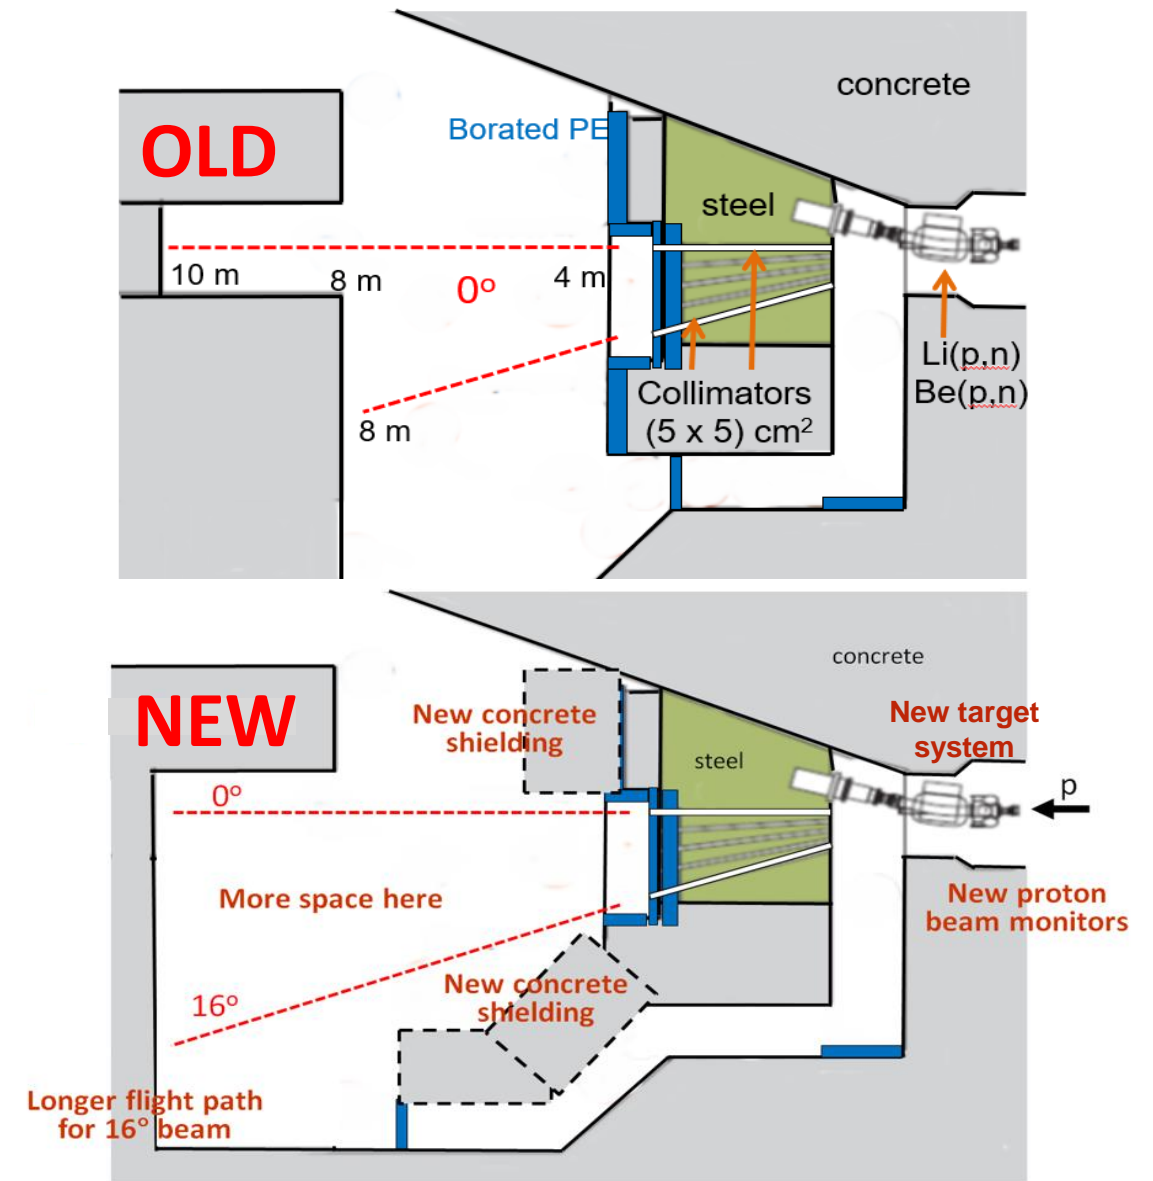 concrete
Borated PE
OLD
steel
10 m
8 m
0°
4 m
Li(p,n)
Be(p,n)
Collimators
(5 x 5) cm²
8 m
concrete
NEW
New concrete
shielding
New target
system
steel
0°
p
More space here
New proton
beam monitors
New concrete
shielding
16°
Longer flight path
for 16° beam